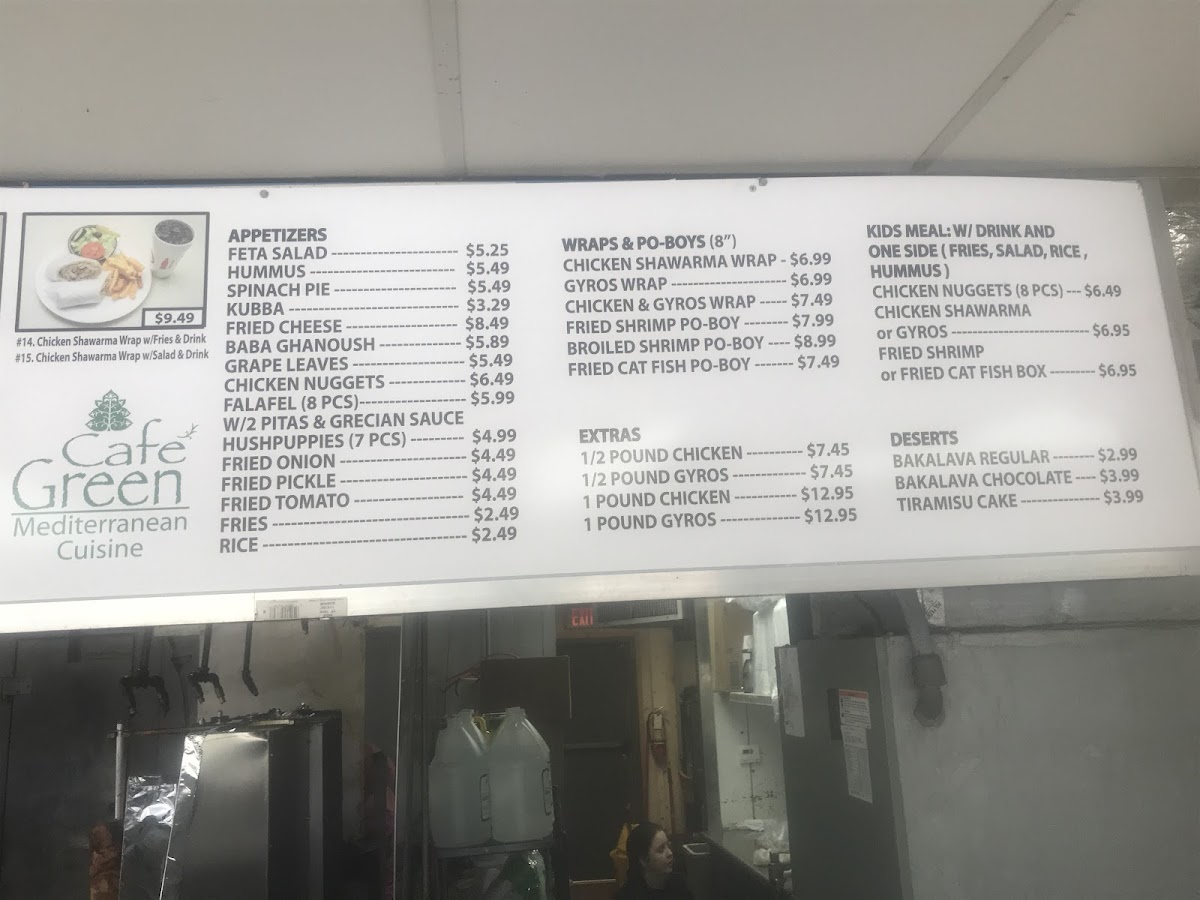 $9.49
#14. Chicken Shawarma Wrap w/Fries & Drink
#15. Chicken Shawarma Wrap w/Salad & Drink
Cafe
Green
Mediterranean
Cuisine
APPETIZERS
FETA SALAD ---------------------- $5.25
HUMMUS ------------------------- $5.49
SPINACH PIE --------------------- $5.49
KUBBA ---------------------------- $3.29
FRIED CHEESE -------------------- $8.49
BABA GHANOUSH -------------- $5.89
GRAPE LEAVES ------------------- $5.49
CHICKEN NUGGETS ------------- $6.49
FALAFEL (8 PCS)------------------ $5.99
W/2 PITAS & GRECIAN SAUCE
HUSHPUPPIES (7 PCS) --------- $4.99
FRIED ONION --------------------- $4.49
FRIED PICKLE --------------------- $4.49
FRIED TOMATO ------------------ $4.49
FRIES -------------------------------- $2.49
RICE ---------------------------------- $2.49
WRAPS & PO-BOYS (8")
CHICKEN SHAWARMA WRAP - $6.99
GYROS WRAP --------------------- $6.99
CHICKEN & GYROS WRAP ----- $7.49
FRIED SHRIMP PO-BOY --------- $7.99
BROILED SHRIMP PO-BOY ---- $8.99
FRIED CAT FISH PO-BOY ------- $7.49
EXTRAS
1/2 POUND CHICKEN ---------- $7.45
1/2 POUND GYROS ------------- $7.45
1 POUND CHICKEN ------------- $12.95
1 POUND GYROS --------------- $12.95
KIDS MEAL: W/ DRINK AND
ONE SIDE ( FRIES, SALAD, RICE ,
HUMMUS )
CHICKEN NUGGETS (8 PCS) --- $6.49
CHICKEN SHAWARMA
or GYROS --------------------------- $6.95
FRIED SHRIMP
or FRIED CAT FISH BOX --------- $6.95
DESERTS
BAKALAVA REGULAR -------- $2.99
BAKALAVA CHOCOLATE ---- $3.99
TIRAMISU CAKE --------------- $3.99
EXIT